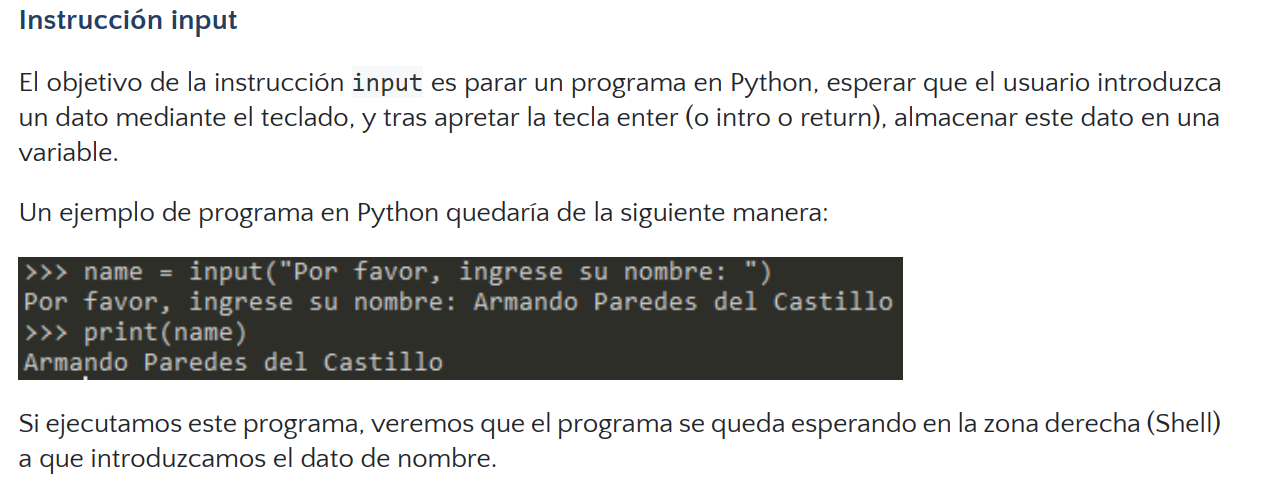 Instrucción input
El objetivo de la instrucción input es parar un programa en Python, esperar que el usuario introduzca
un dato mediante el teclado, y tras apretar la tecla enter (o intro o return), almacenar este dato en una
variable.
Un ejemplo de programa en Python quedaría de la siguiente manera:
>>> name = input("Por favor, ingrese su nombre: ")
Por favor, ingrese su nombre: Armando Paredes del Castillo
>>> print(name)
Armando Paredes del Castillo
Si ejecutamos este programa, veremos que el programa se queda esperando en la zona derecha (Shell)
a que introduzcamos el dato de nombre.